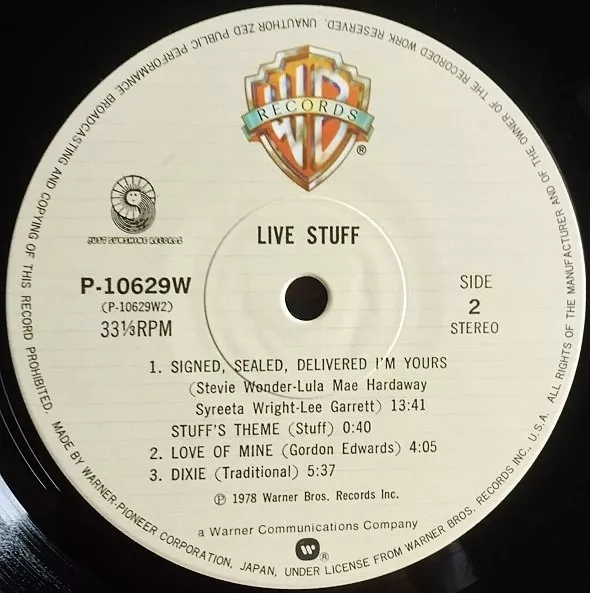 UNAUTHORIZED PUBLIC PERFORMANCE BROADCASTING AND COPYING OF THIS RECORD PROHIBITED. MADE BY WARNER-PIONEER CORPORATION, JAPAN, UNDER LICENSE FROM WARNER BROS. RECORDS INC., U.S.A. ALL RIGHTS OF THE MANUFACTURER AND OF THE OWNER OF THE RECORDED WORK RESERVED.
WB
RECORDS
®
JUST SUNSHINE RECORDS
LIVE STUFF
P-10629W
(P-10629W2)
33⅓RPM
SIDE
2
STEREO
1. SIGNED, SEALED, DELIVERED I'M YOURS
(Stevie Wonder-Lula Mae Hardaway
Syreeta Wright-Lee Garrett) 13:41
STUFF'S THEME (Stuff) 0:40
2. LOVE OF MINE (Gordon Edwards) 4:05
3. DIXIE (Traditional) 5:37
℗ 1978 Warner Bros. Records Inc.
a Warner Communications Company
®